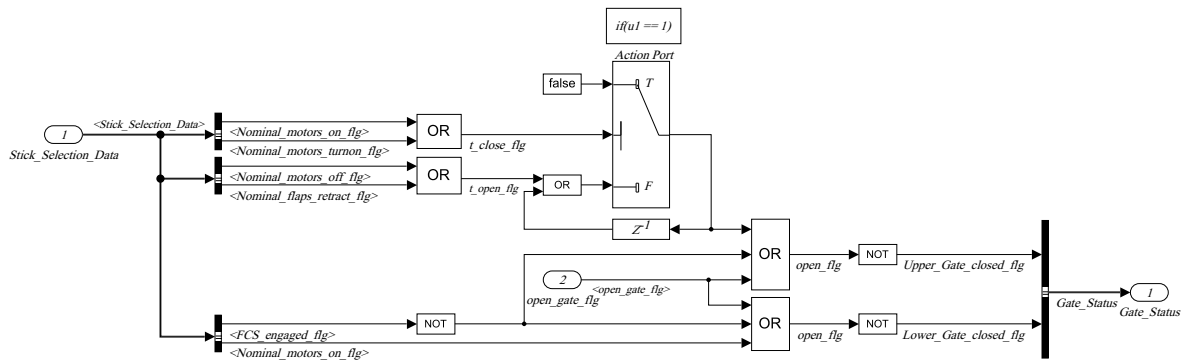 if(u1 == 1)
Action Port
false
T
<Stick_Selection_Data>
1
Stick_Selection_Data
<Nominal_motors_on_flg>
<Nominal_motors_turnon_flg>
OR
t_close_flg
<Nominal_motors_off_flg>
<Nominal_flaps_retract_flg>
OR
t_open_flg
OR
F
Z-1
OR
open_flg
NOT
Upper_Gate_closed_flg
2
open_gate_flg
<open_gate_flg>
Gate_Status
1
Gate_Status
<FCS_engaged_flg>
<Nominal_motors_on_flg>
NOT
OR
open_flg
NOT
Lower_Gate_closed_flg